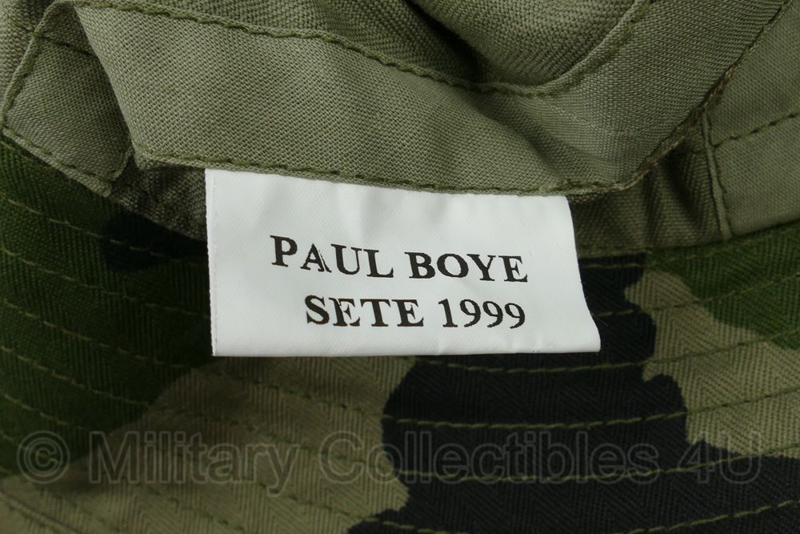 PAUL BOYE
SETE 1999
© Military Collectibles 4U